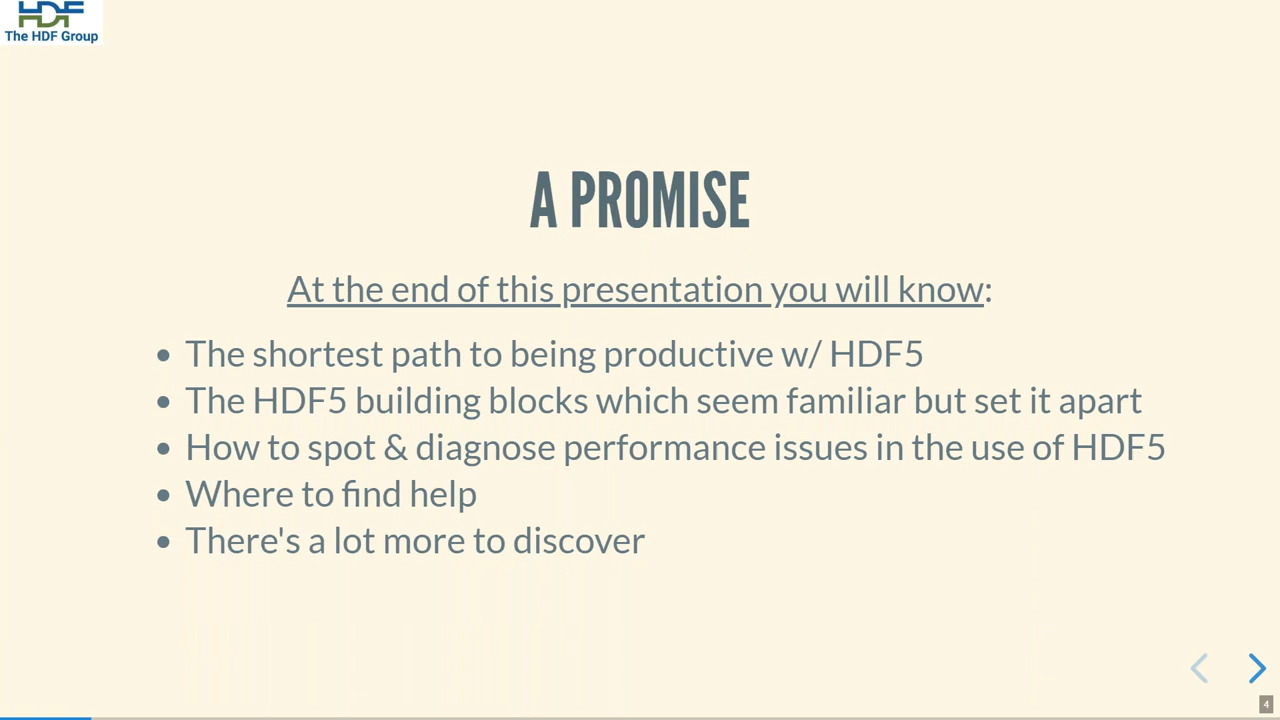 HDF
The HDF Group
A PROMISE
At the end of this presentation you will know:
• The shortest path to being productive w/ HDF5
• The HDF5 building blocks which seem familiar but set it apart
• How to spot & diagnose performance issues in the use of HDF5
• Where to find help
• There's a lot more to discover
4